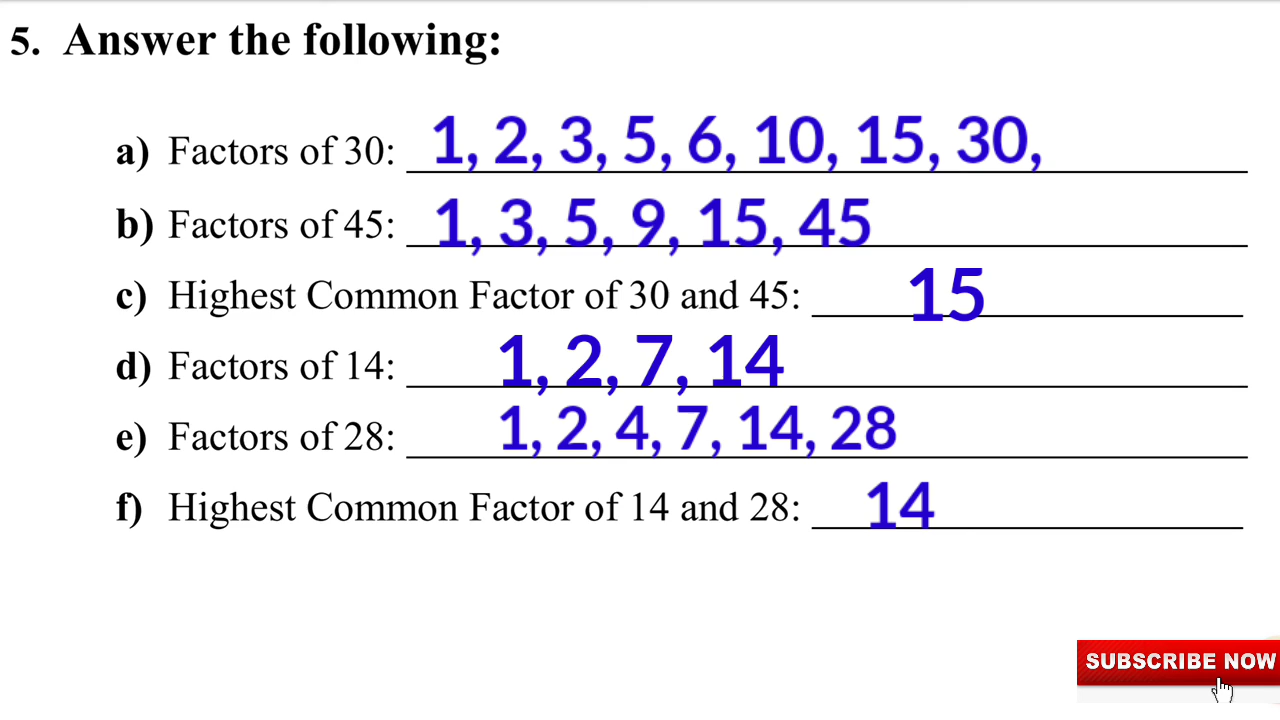 5. Answer the following:
a) Factors of 30: 1, 2, 3, 5, 6, 10, 15, 30,
b) Factors of 45: 1, 3, 5, 9, 15, 45
c) Highest Common Factor of 30 and 45: 15
d) Factors of 14: 1, 2, 7, 14
e) Factors of 28: 1, 2, 4, 7, 14, 28
f) Highest Common Factor of 14 and 28: 14
SUBSCRIBE NOW